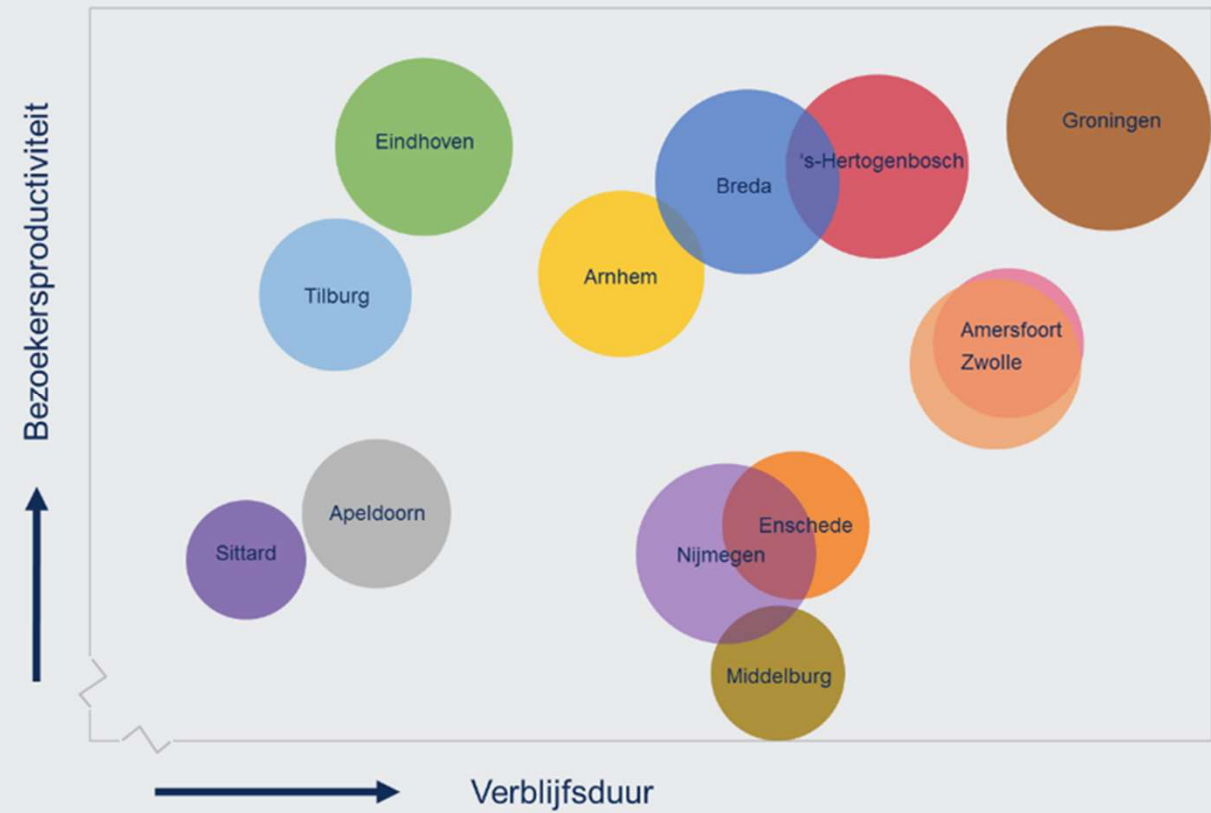 Bezoekersproductiviteit
Groningen
Eindhoven
's-Hertogenbosch
Breda
Arnhem
Tilburg
Amersfoort
Zwolle
Apeldoorn
Enschede
Sittard
Nijmegen
Middelburg
Verblijfsduur